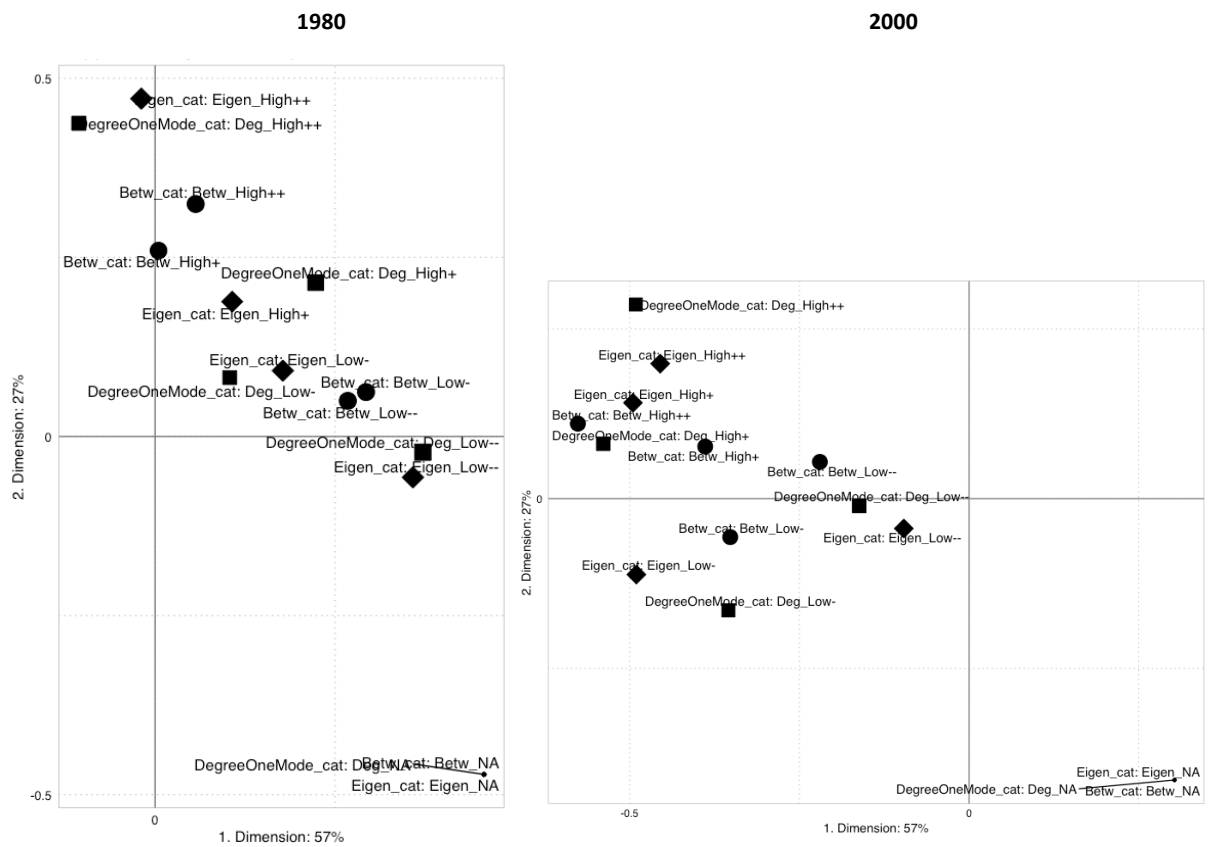 1980
0.5
Eigen_cat: Eigen_High++
DegreeOneMode_cat: Deg_High++
Betw_cat: Betw_High++
Betw_cat: Betw_High+
DegreeOneMode_cat: Deg_High+
Eigen_cat: Eigen_High+
Eigen_cat: Eigen_Low-
Betw_cat: Betw_Low-
DegreeOneMode_cat: Deg_Low-
Betw_cat: Betw_Low--
0
DegreeOneMode_cat: Deg_Low--
Eigen_cat: Eigen_Low--
2. Dimension: 27%
Betw_cat: Betw_NA
DegreeOneMode_cat: Deg_NA
Eigen_cat: Eigen_NA
-0.5
0
1. Dimension: 57%
2000
DegreeOneMode_cat: Deg_High++
Eigen_cat: Eigen_High++
Eigen_cat: Eigen_High+
Betw_cat: Betw_High++
DegreeOneMode_cat: Deg_High+
Betw_cat: Betw_High+
Betw_cat: Betw_Low--
0
DegreeOneMode_cat: Deg_Low--
Betw_cat: Betw_Low-
Eigen_cat: Eigen_Low--
Eigen_cat: Eigen_Low-
DegreeOneMode_cat: Deg_Low-
2. Dimension: 27%
Eigen_cat: Eigen_NA
DegreeOneMode_cat: Deg_NA
Betw_cat: Betw_NA
-0.5
0
1. Dimension: 57%